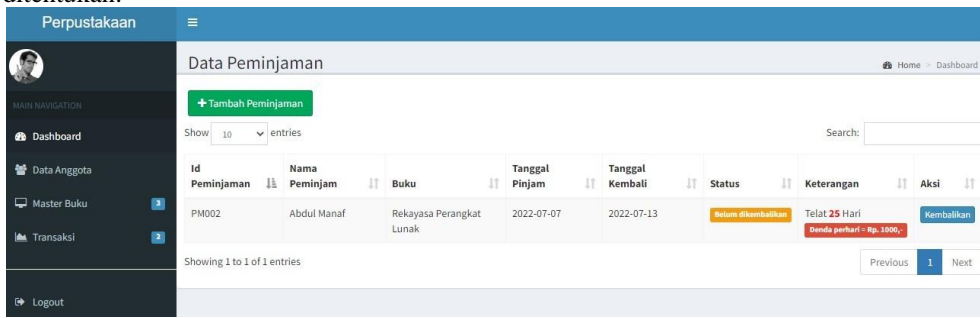 ditentukan.
Perpustakaan
Data Peminjaman
Home > Dashboard
MAIN NAVIGATION
Dashboard
Data Anggota
Master Buku 3
Transaksi 2
Logout
+ Tambah Peminjaman
Show 10 entries
Search:
Id Peminjaman Nama Peminjam Buku Tanggal Pinjam Tanggal Kembali Status Keterangan Aksi
PM002 Abdul Manaf Rekayasa Perangkat 2022-07-07 2022-07-13 Belum dikembalikan Telat 25 Hari Kembalikan
Lunak Denda perhari = Rp. 1000,-
Showing 1 to 1 of 1 entries
Previous 1 Next